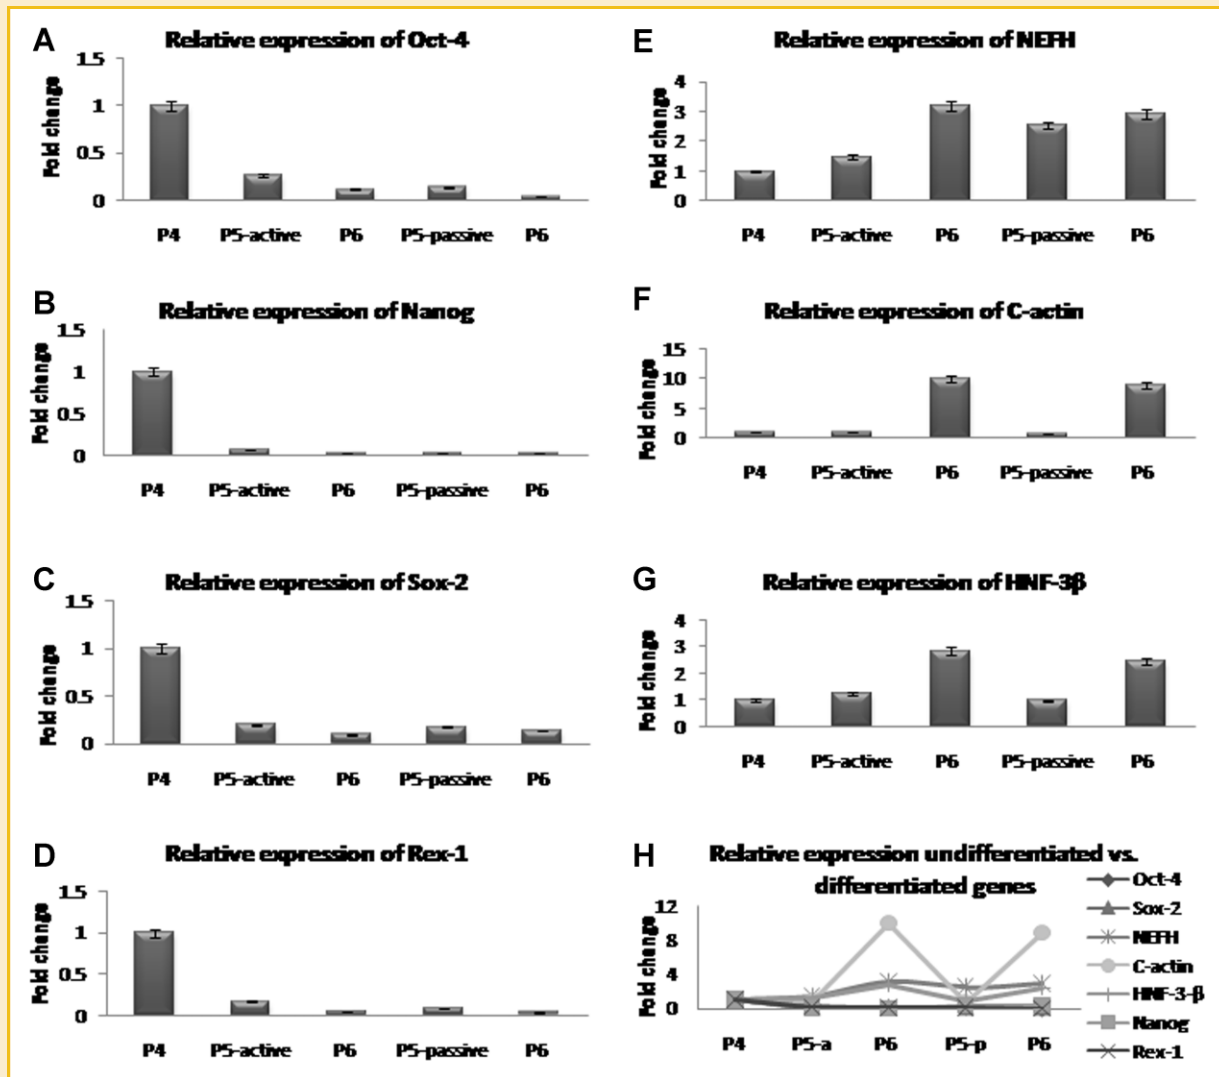 A
Relative expression of Oct-4
Fold change
1.5
1
0.5
0
P4 P5-active P6 P5-passive P6
B
Relative expression of Nanog
Fold change
1.5
1
0.5
0
P4 P5-active P6 P5-passive P6
C
Relative expression of Sox-2
Fold change
1.5
1
0.5
0
P4 P5-active P6 P5-passive P6
D
Relative expression of Rex-1
Fold change
1.5
1
0.5
0
P4 P5-active P6 P5-passive P6
E
Relative expression of NEFH
Fold change
4
3
2
1
0
P4 P5-active P6 P5-passive P6
F
Relative expression of C-actin
Fold change
15
10
5
0
P4 P5-active P6 P5-passive P6
G
Relative expression of HNF-3β
Fold change
4
3
2
1
0
P4 P5-active P6 P5-passive P6
H
Relative expression undifferentiated vs.
differentiated genes
Fold change
12
8
4
0
P4 P5-a P6 P5-p P6
Oct-4
Sox-2
NEFH
C-actin
HNF-3-β
Nanog
Rex-1